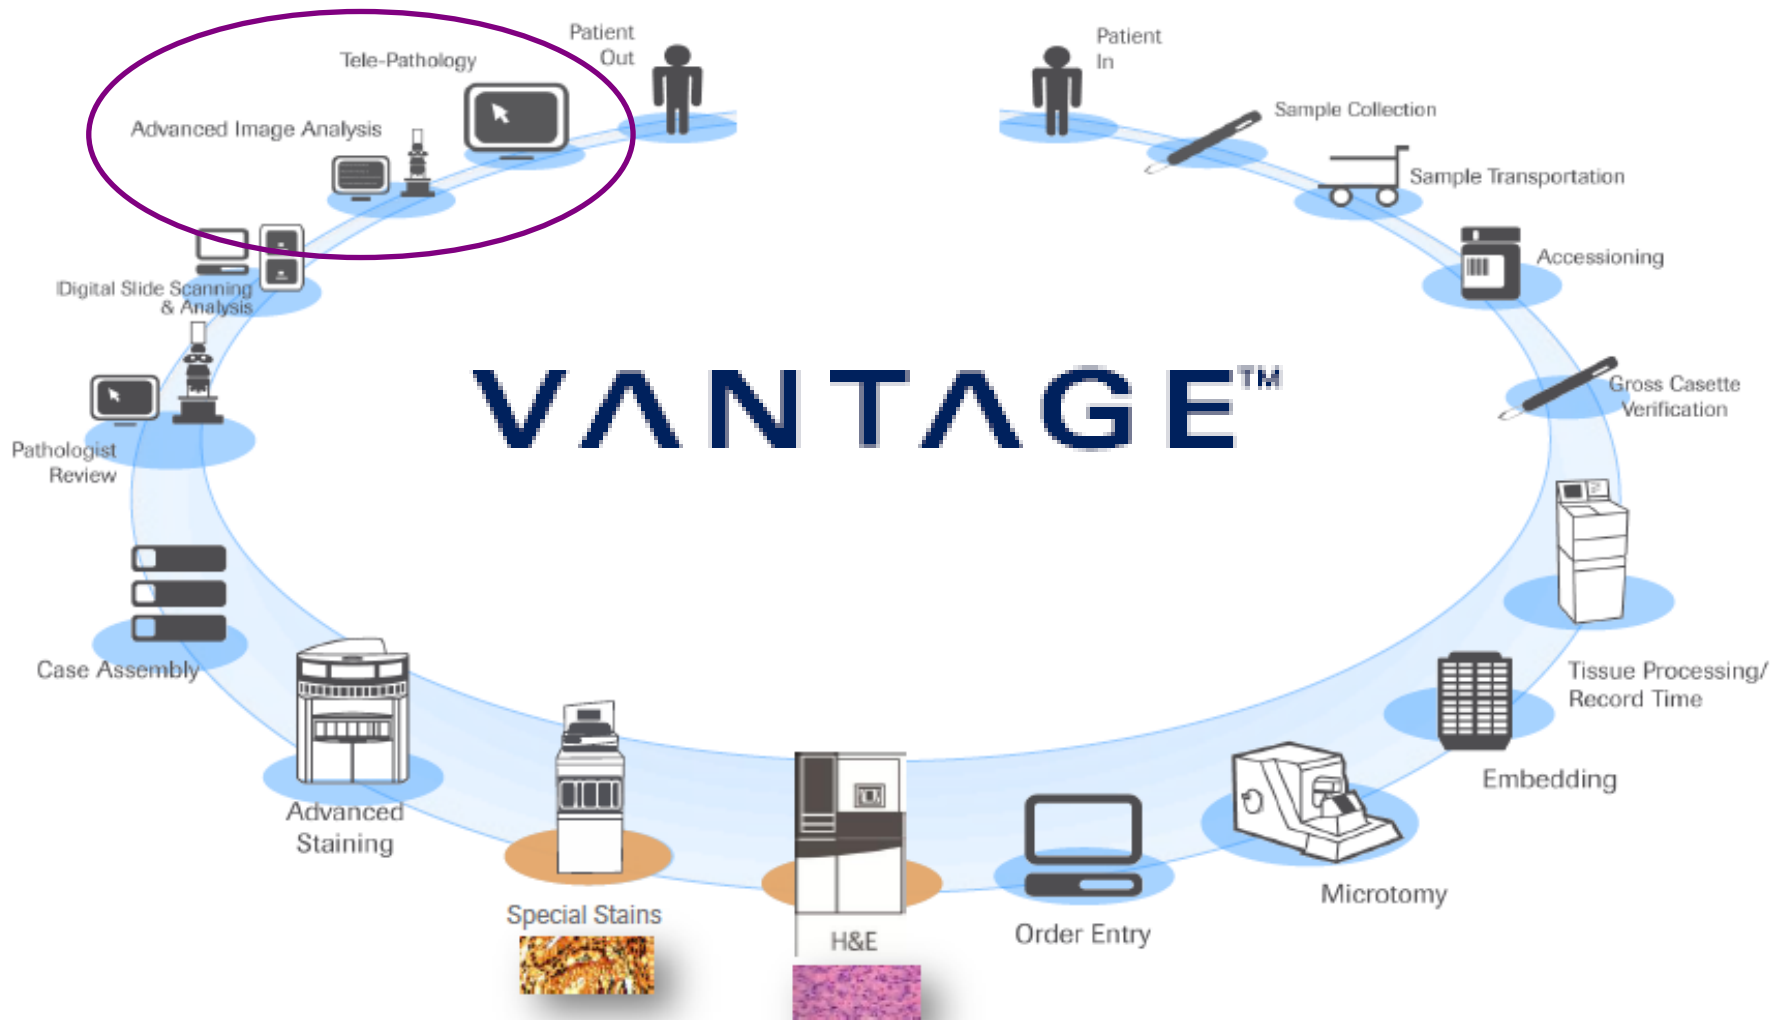 Patient
In
Sample Collection
Sample Transportation
Accessioning
Gross Casette
Verification
Tissue Processing/
Record Time
Embedding
Microtomy
Order Entry
H&E
Special Stains
Advanced
Staining
Case Assembly
Pathologist
Review
Digital Slide Scanning
& Analysis
Advanced Image Analysis
Tele-Pathology
Patient
Out
VANTAGE™